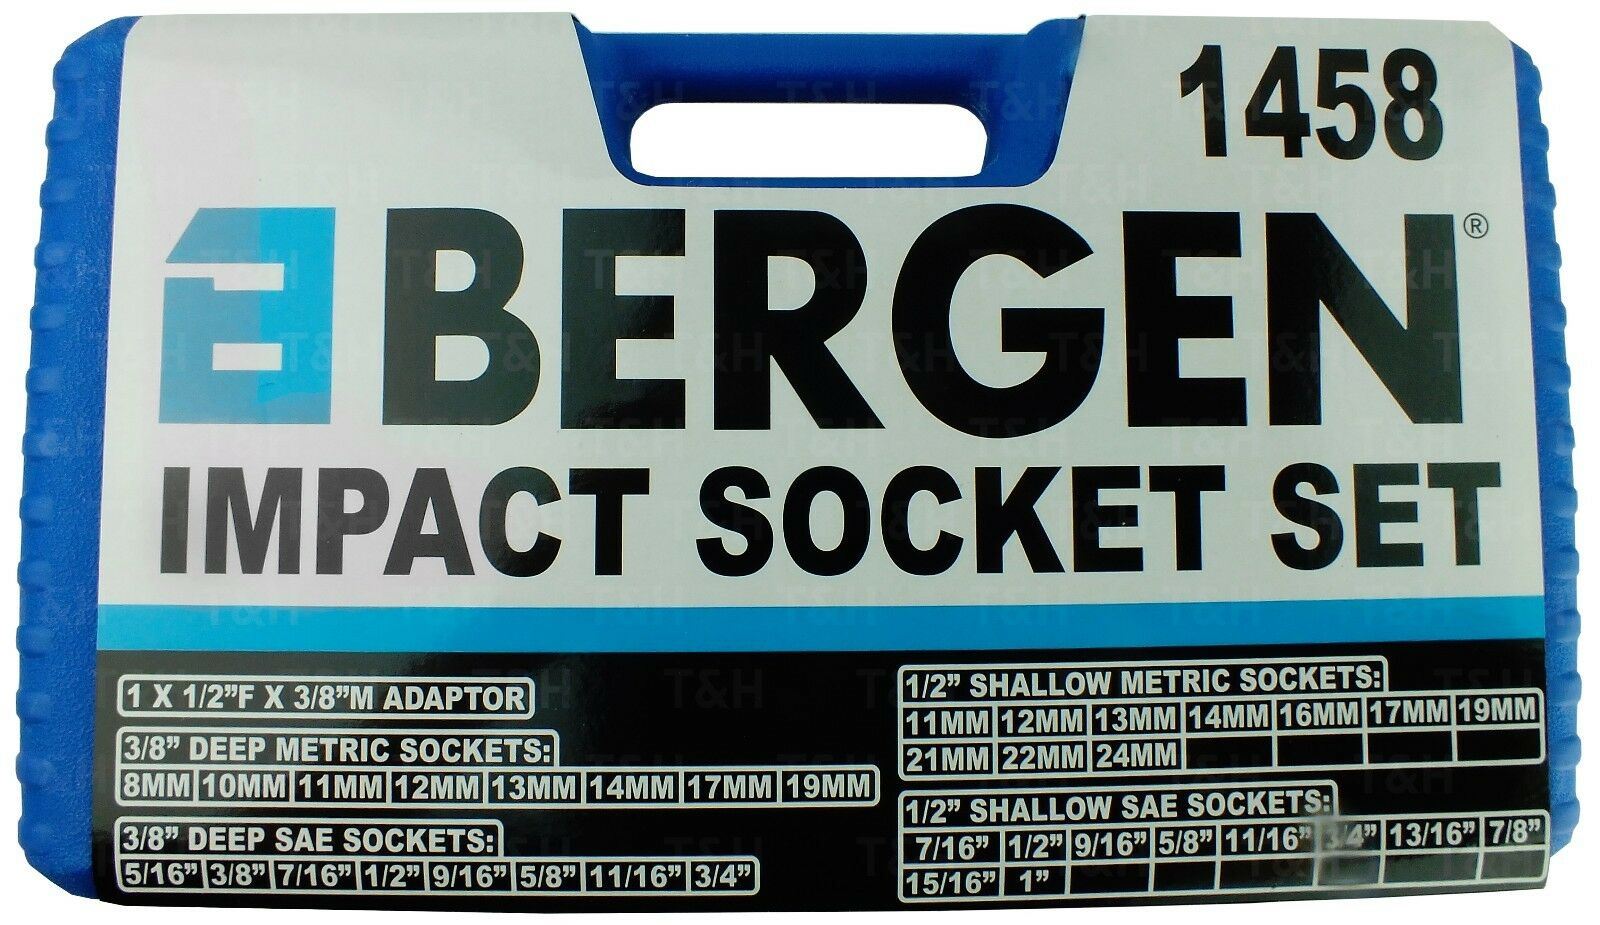 1458
BERGEN®
IMPACT SOCKET SET
1 X 1/2”F X 3/8”M ADAPTOR
3/8” DEEP METRIC SOCKETS:
8MM 10MM 11MM 12MM 13MM 14MM 17MM 19MM
3/8” DEEP SAE SOCKETS:
5/16” 3/8” 7/16” 1/2” 9/16” 5/8” 11/16” 3/4”
1/2” SHALLOW METRIC SOCKETS:
11MM 12MM 13MM 14MM 16MM 17MM 19MM
21MM 22MM 24MM
1/2” SHALLOW SAE SOCKETS:
7/16” 1/2” 9/16” 5/8” 11/16” 3/4” 13/16” 7/8”
15/16” 1”
T&H